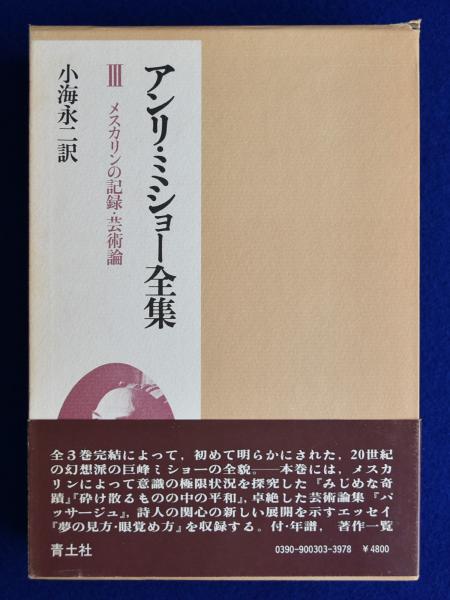 アンリ・ミショー全集
III メスカリンの記録・芸術論
小海永二訳
全３巻完結によって，初めて明らかにされた，20世紀
の幻想派の巨峰ミショーの全貌。―本巻には，メスカ
リンによって意識の極限状況を探究した『みじめな奇
蹟』『砕け散るものの中の平和』，卓絶した芸術論集『パ
ッサージュ』，詩人の関心の新しい展開を示すエッセイ
『夢の見方・眼覚め方』を収録する。付・年譜，著作一覧
青土社
0390-900303-3978 ￥4800